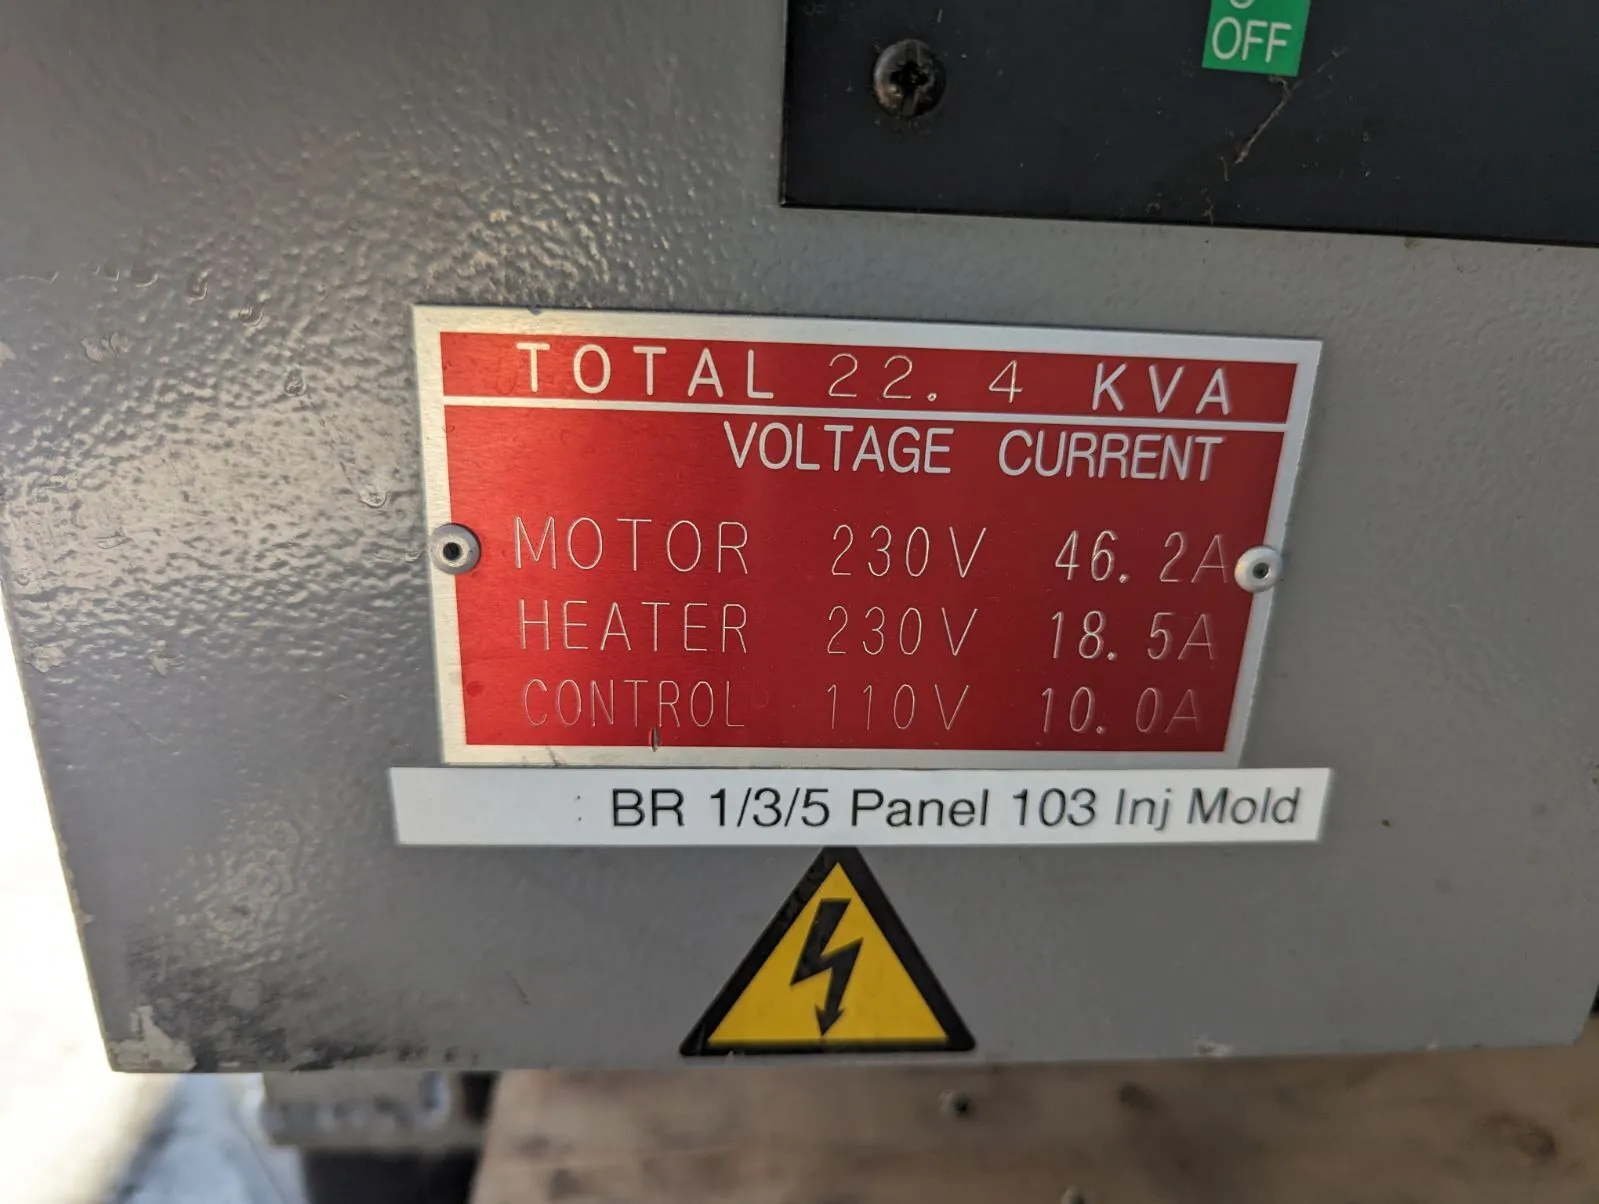 OFF
TOTAL 22.4 KVA
VOLTAGE CURRENT
MOTOR 230V 46.2A
HEATER 230V 18.5A
CONTROL 110V 10.0A
BR 1/3/5 Panel 103 Inj Mold